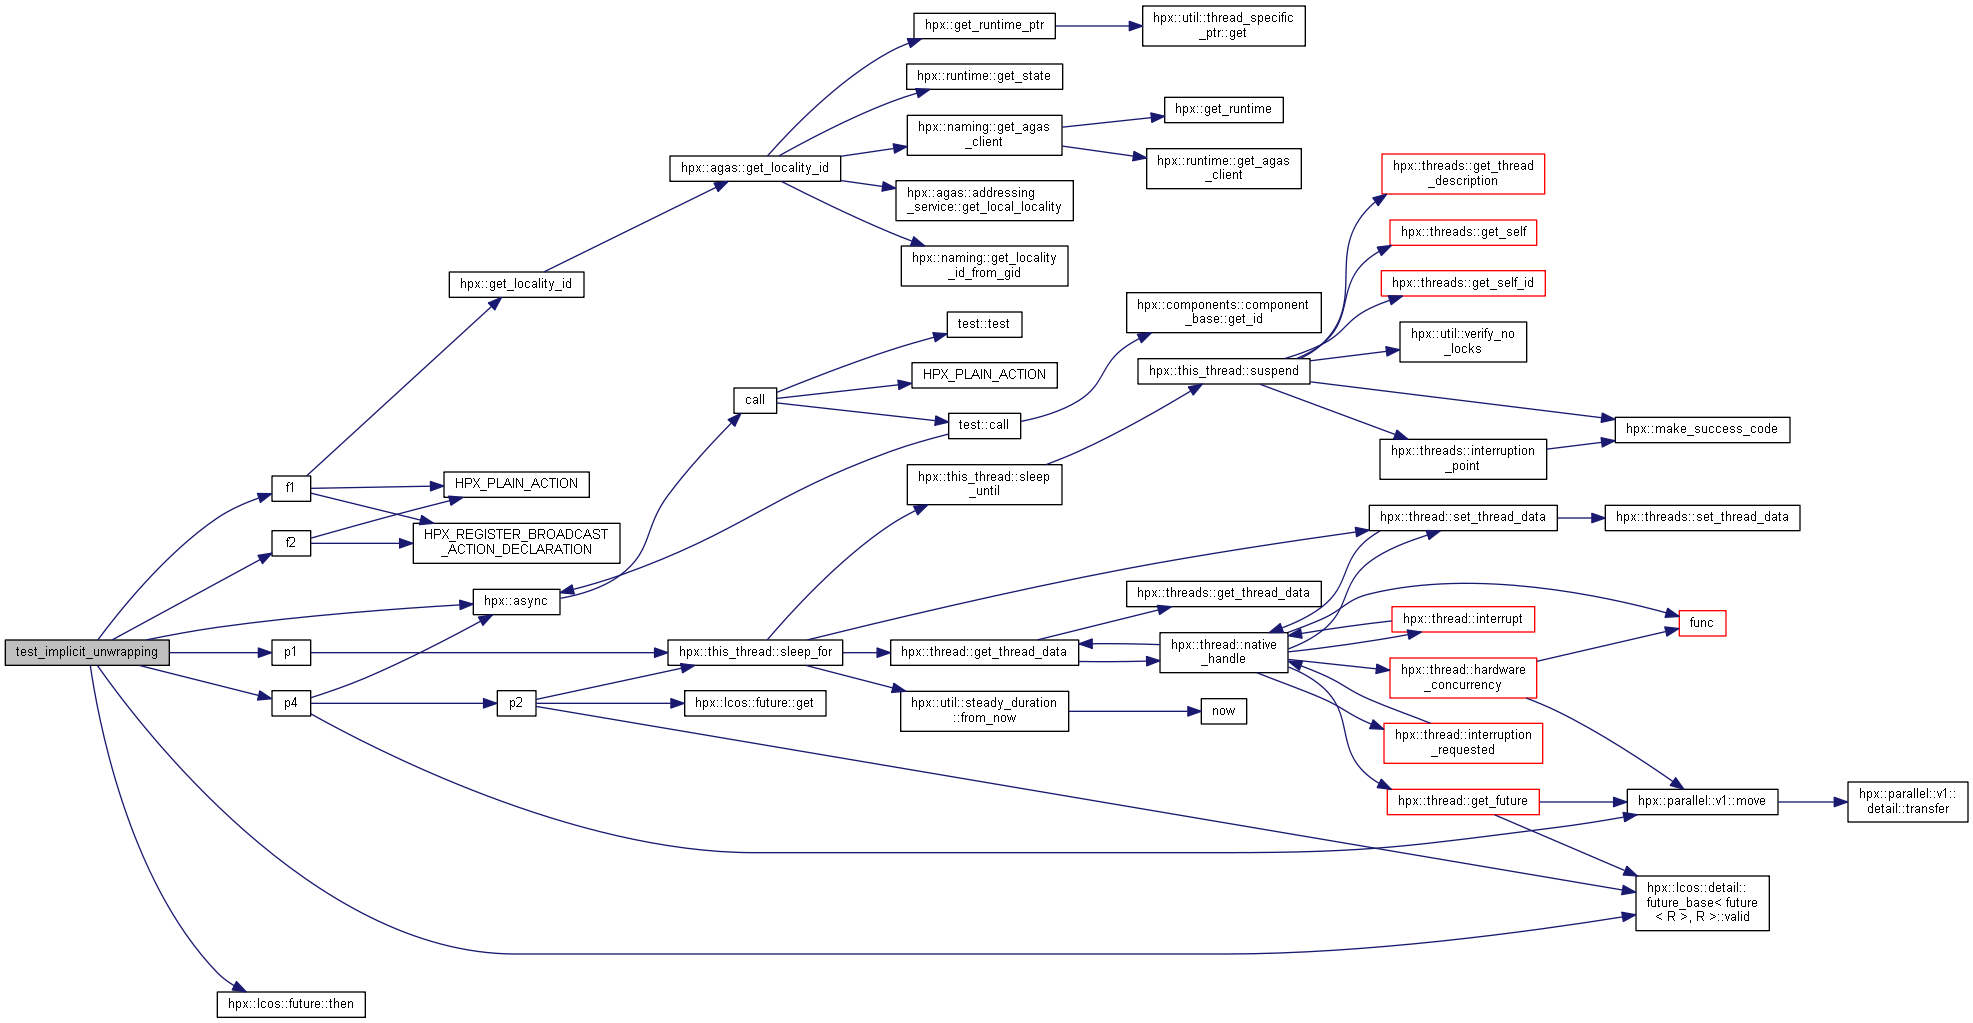 test_implicit_unwrapping
f1
f2
hpx::async
p1
p4
hpx::lcos::future::then
hpx::get_locality_id
HPX_PLAIN_ACTION
HPX_REGISTER_BROADCAST
_ACTION_DECLARATION
p2
hpx::agas::get_locality_id
call
hpx::this_thread::sleep_for
hpx::lcos::future::get
hpx::get_runtime_ptr
hpx::runtime::get_state
hpx::naming::get_agas
_client
hpx::agas::addressing
_service::get_local_locality
hpx::naming::get_locality
_id_from_gid
test::test
HPX_PLAIN_ACTION
test::call
hpx::this_thread::sleep
_until
hpx::thread::get_thread_data
hpx::util::steady_duration
::from_now
hpx::util::thread_specific
_ptr::get
hpx::get_runtime
hpx::runtime::get_agas
_client
hpx::components::component
_base::get_id
hpx::this_thread::suspend
hpx::threads::get_thread_data
hpx::thread::native
_handle
now
hpx::threads::get_thread
_description
hpx::threads::get_self
hpx::threads::get_self_id
hpx::util::verify_no
_locks
hpx::threads::interruption
_point
hpx::thread::set_thread_data
hpx::thread::interrupt
hpx::thread::hardware
_concurrency
hpx::thread::interruption
_requested
hpx::thread::get_future
hpx::make_success_code
hpx::threads::set_thread_data
func
hpx::parallel::v1::move
hpx::lcos::detail::
future_base< future
< R >, R >::valid
hpx::parallel::v1::
detail::transfer